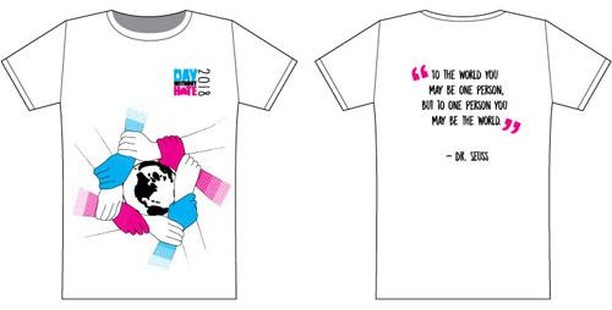 DAY
WITHOUT
HATE
2018
“TO THE WORLD YOU
MAY BE ONE PERSON,
BUT TO ONE PERSON YOU
MAY BE THE WORLD.”
– DR. SEUSS